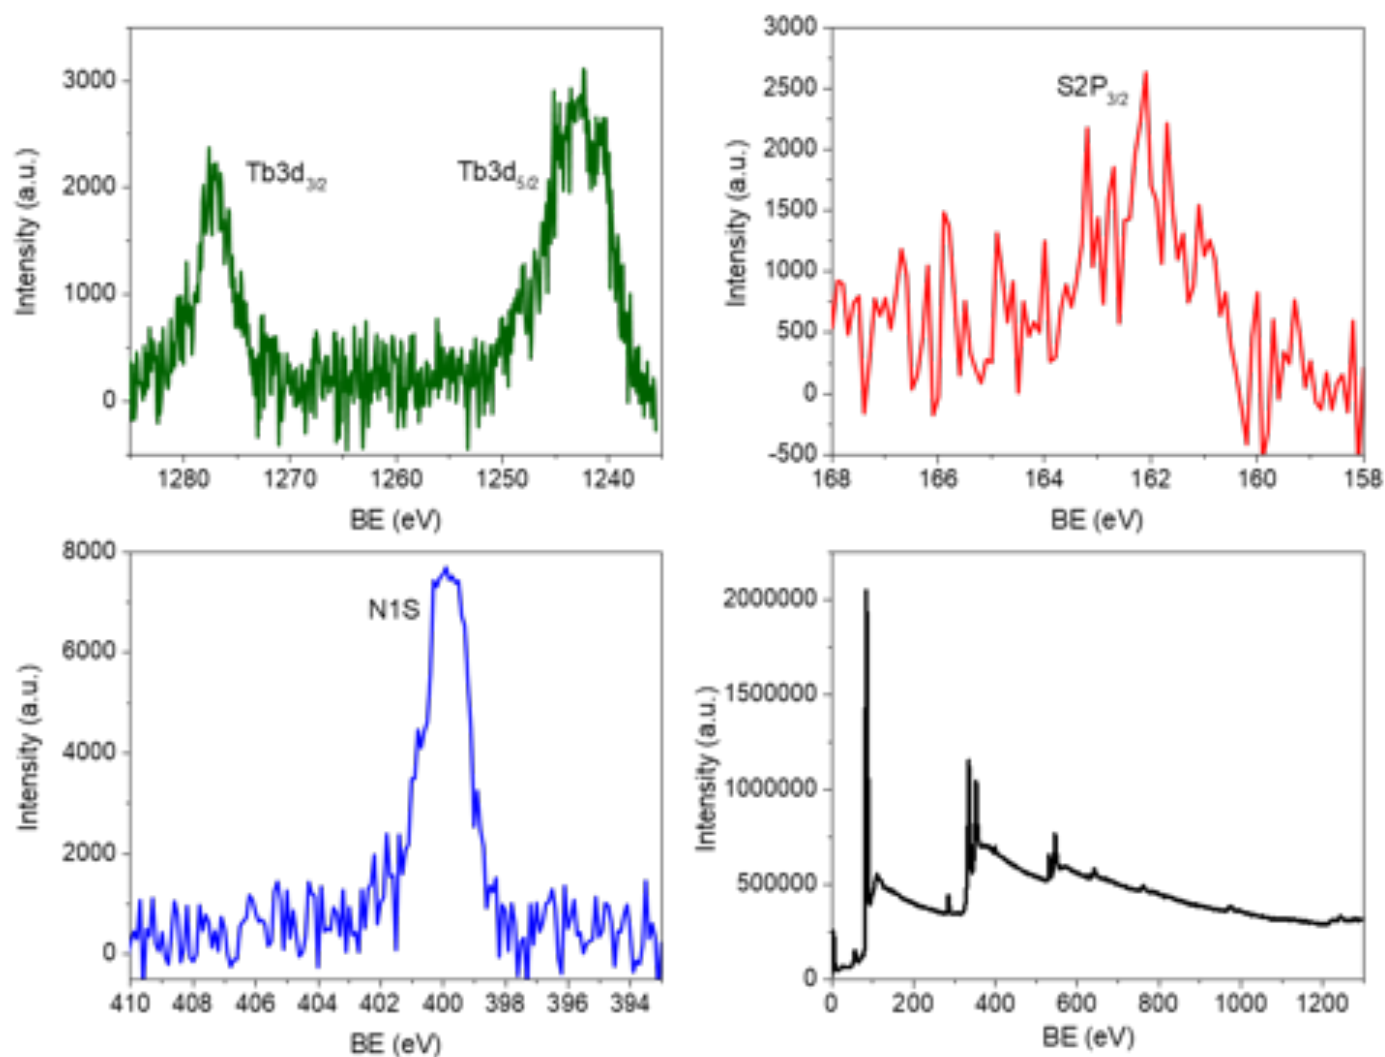 Intensity (a.u.)
3000
2000
1000
0
Tb3d3/2
Tb3d5/2
1280 1270 1260 1250 1240
BE (eV)
Intensity (a.u.)
3000
2500
2000
1500
1000
500
0
-500
S2P3/2
168 166 164 162 160 158
BE (eV)
Intensity (a.u.)
8000
6000
4000
2000
0
N1S
410 408 406 404 402 400 398 396 394
BE (eV)
Intensity (a.u.)
2000000
1500000
1000000
500000
0
0 200 400 600 800 1000 1200
BE (eV)